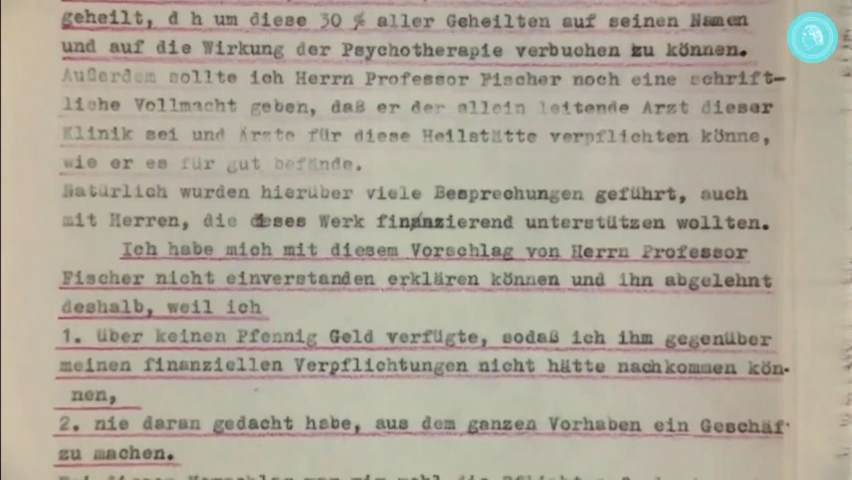 geheilt, d h um diese 30 % aller Geheilten auf seinen Namen
und auf die Wirkung der Psychotherapie verbuchen zu können.
Außerdem sollte ich Herrn Professor Fischer noch eine schrift-
liche Vollmacht geben, daß er der allein leitende Arzt dieser
Klinik sei und Ärzte für diese Heilstätte verpflichten könne,
wie er es für gut befände.
Natürlich wurden hierüber viele Besprechungen geführt, auch
mit Herren, die dieses Werk finanzierend unterstützen wollten.
Ich habe mich mit diesem Vorschlag von Herrn Professor
Fischer nicht einverstanden erklären können und ihn abgelehnt
deshalb, weil ich
1. über keinen Pfennig Geld verfügte, sodaß ich ihm gegenüber
meinen finanziellen Verpflichtungen nicht hätte nachkommen kön-
nen,
2. nie daran gedacht habe, aus dem ganzen Vorhaben ein Geschäf
zu machen.